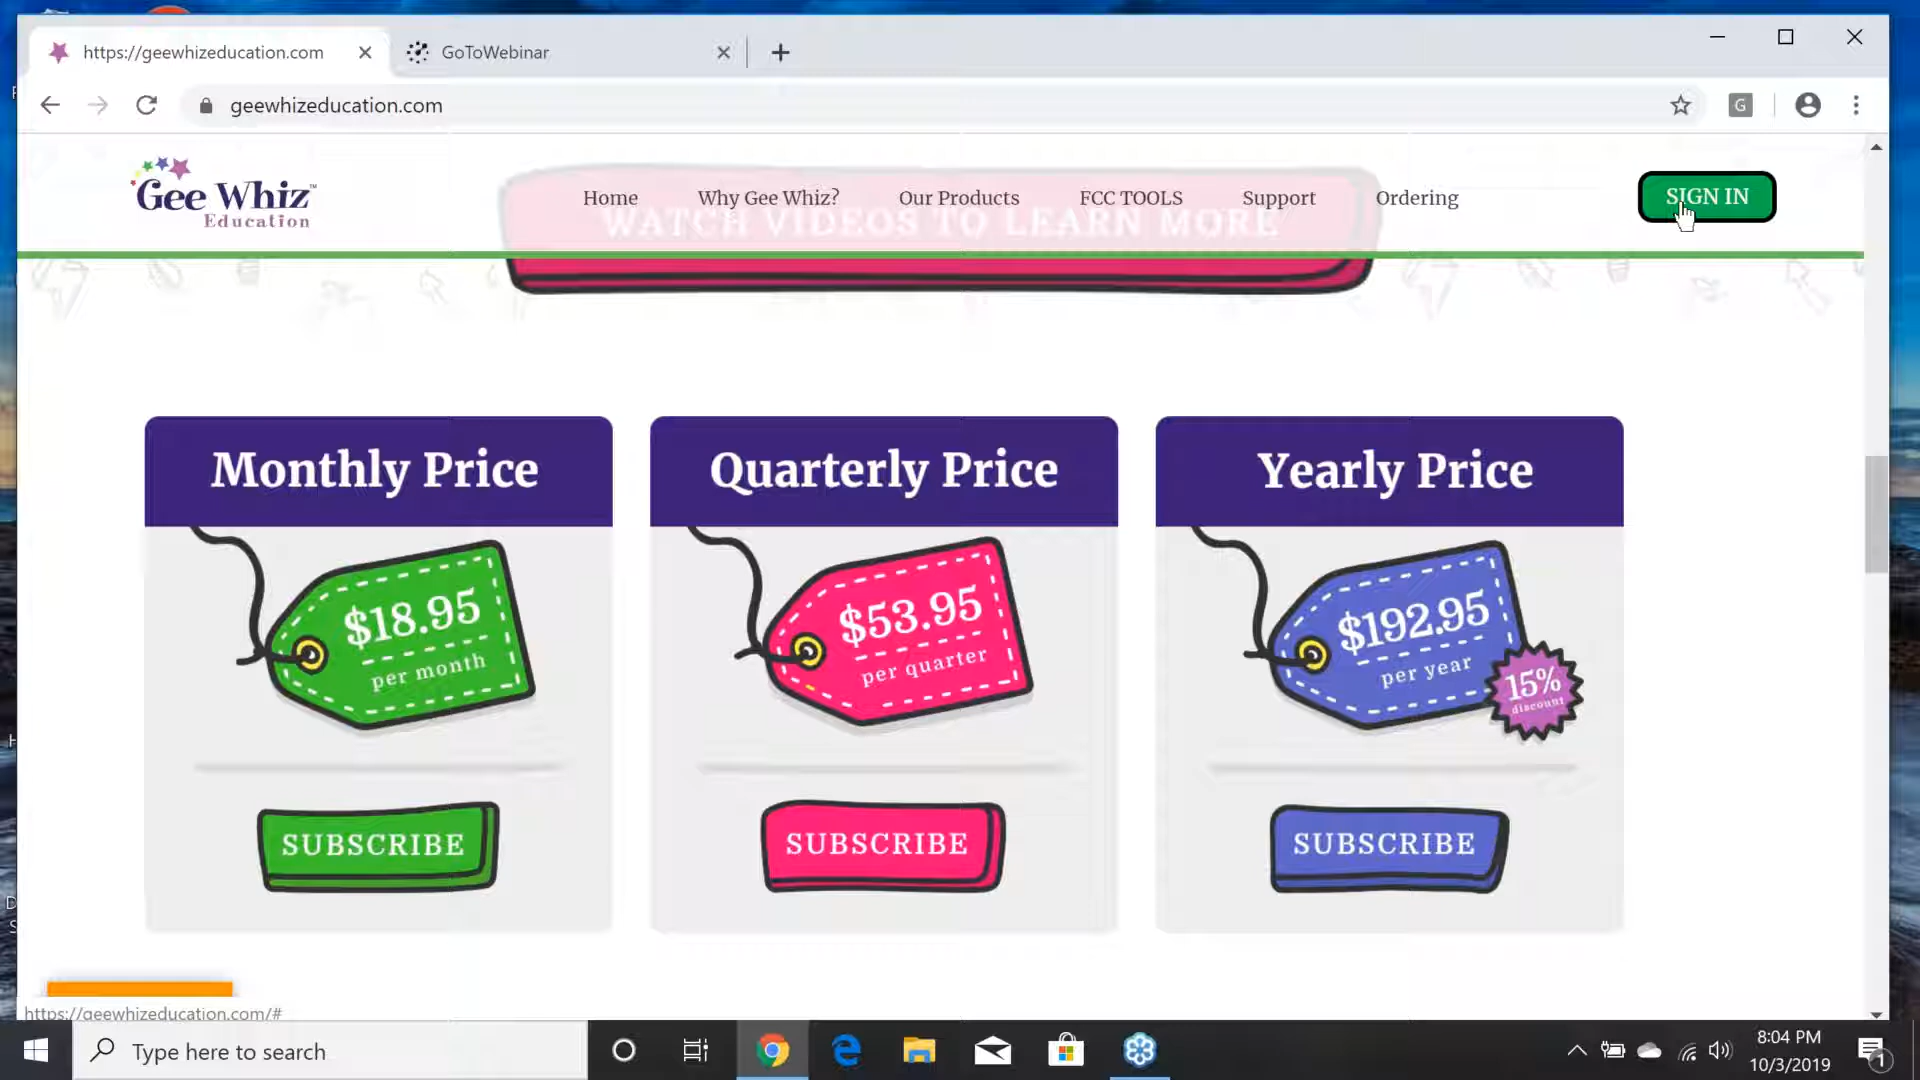 https://geewhizeducation.com
GoToWebinar
geewhizeducation.com
G
Gee Whiz™
Education
Home
Why Gee Whiz?
Our Products
FCC TOOLS
Support
Ordering
SIGN IN
WATCH VIDEOS TO LEARN MORE
Monthly Price
Quarterly Price
Yearly Price
$18.95
per month
$53.95
per quarter
$192.95
per year
15%
discount
SUBSCRIBE
SUBSCRIBE
SUBSCRIBE
https://geewhizeducation.com/#
Type here to search
8:04 PM
10/3/2019
1